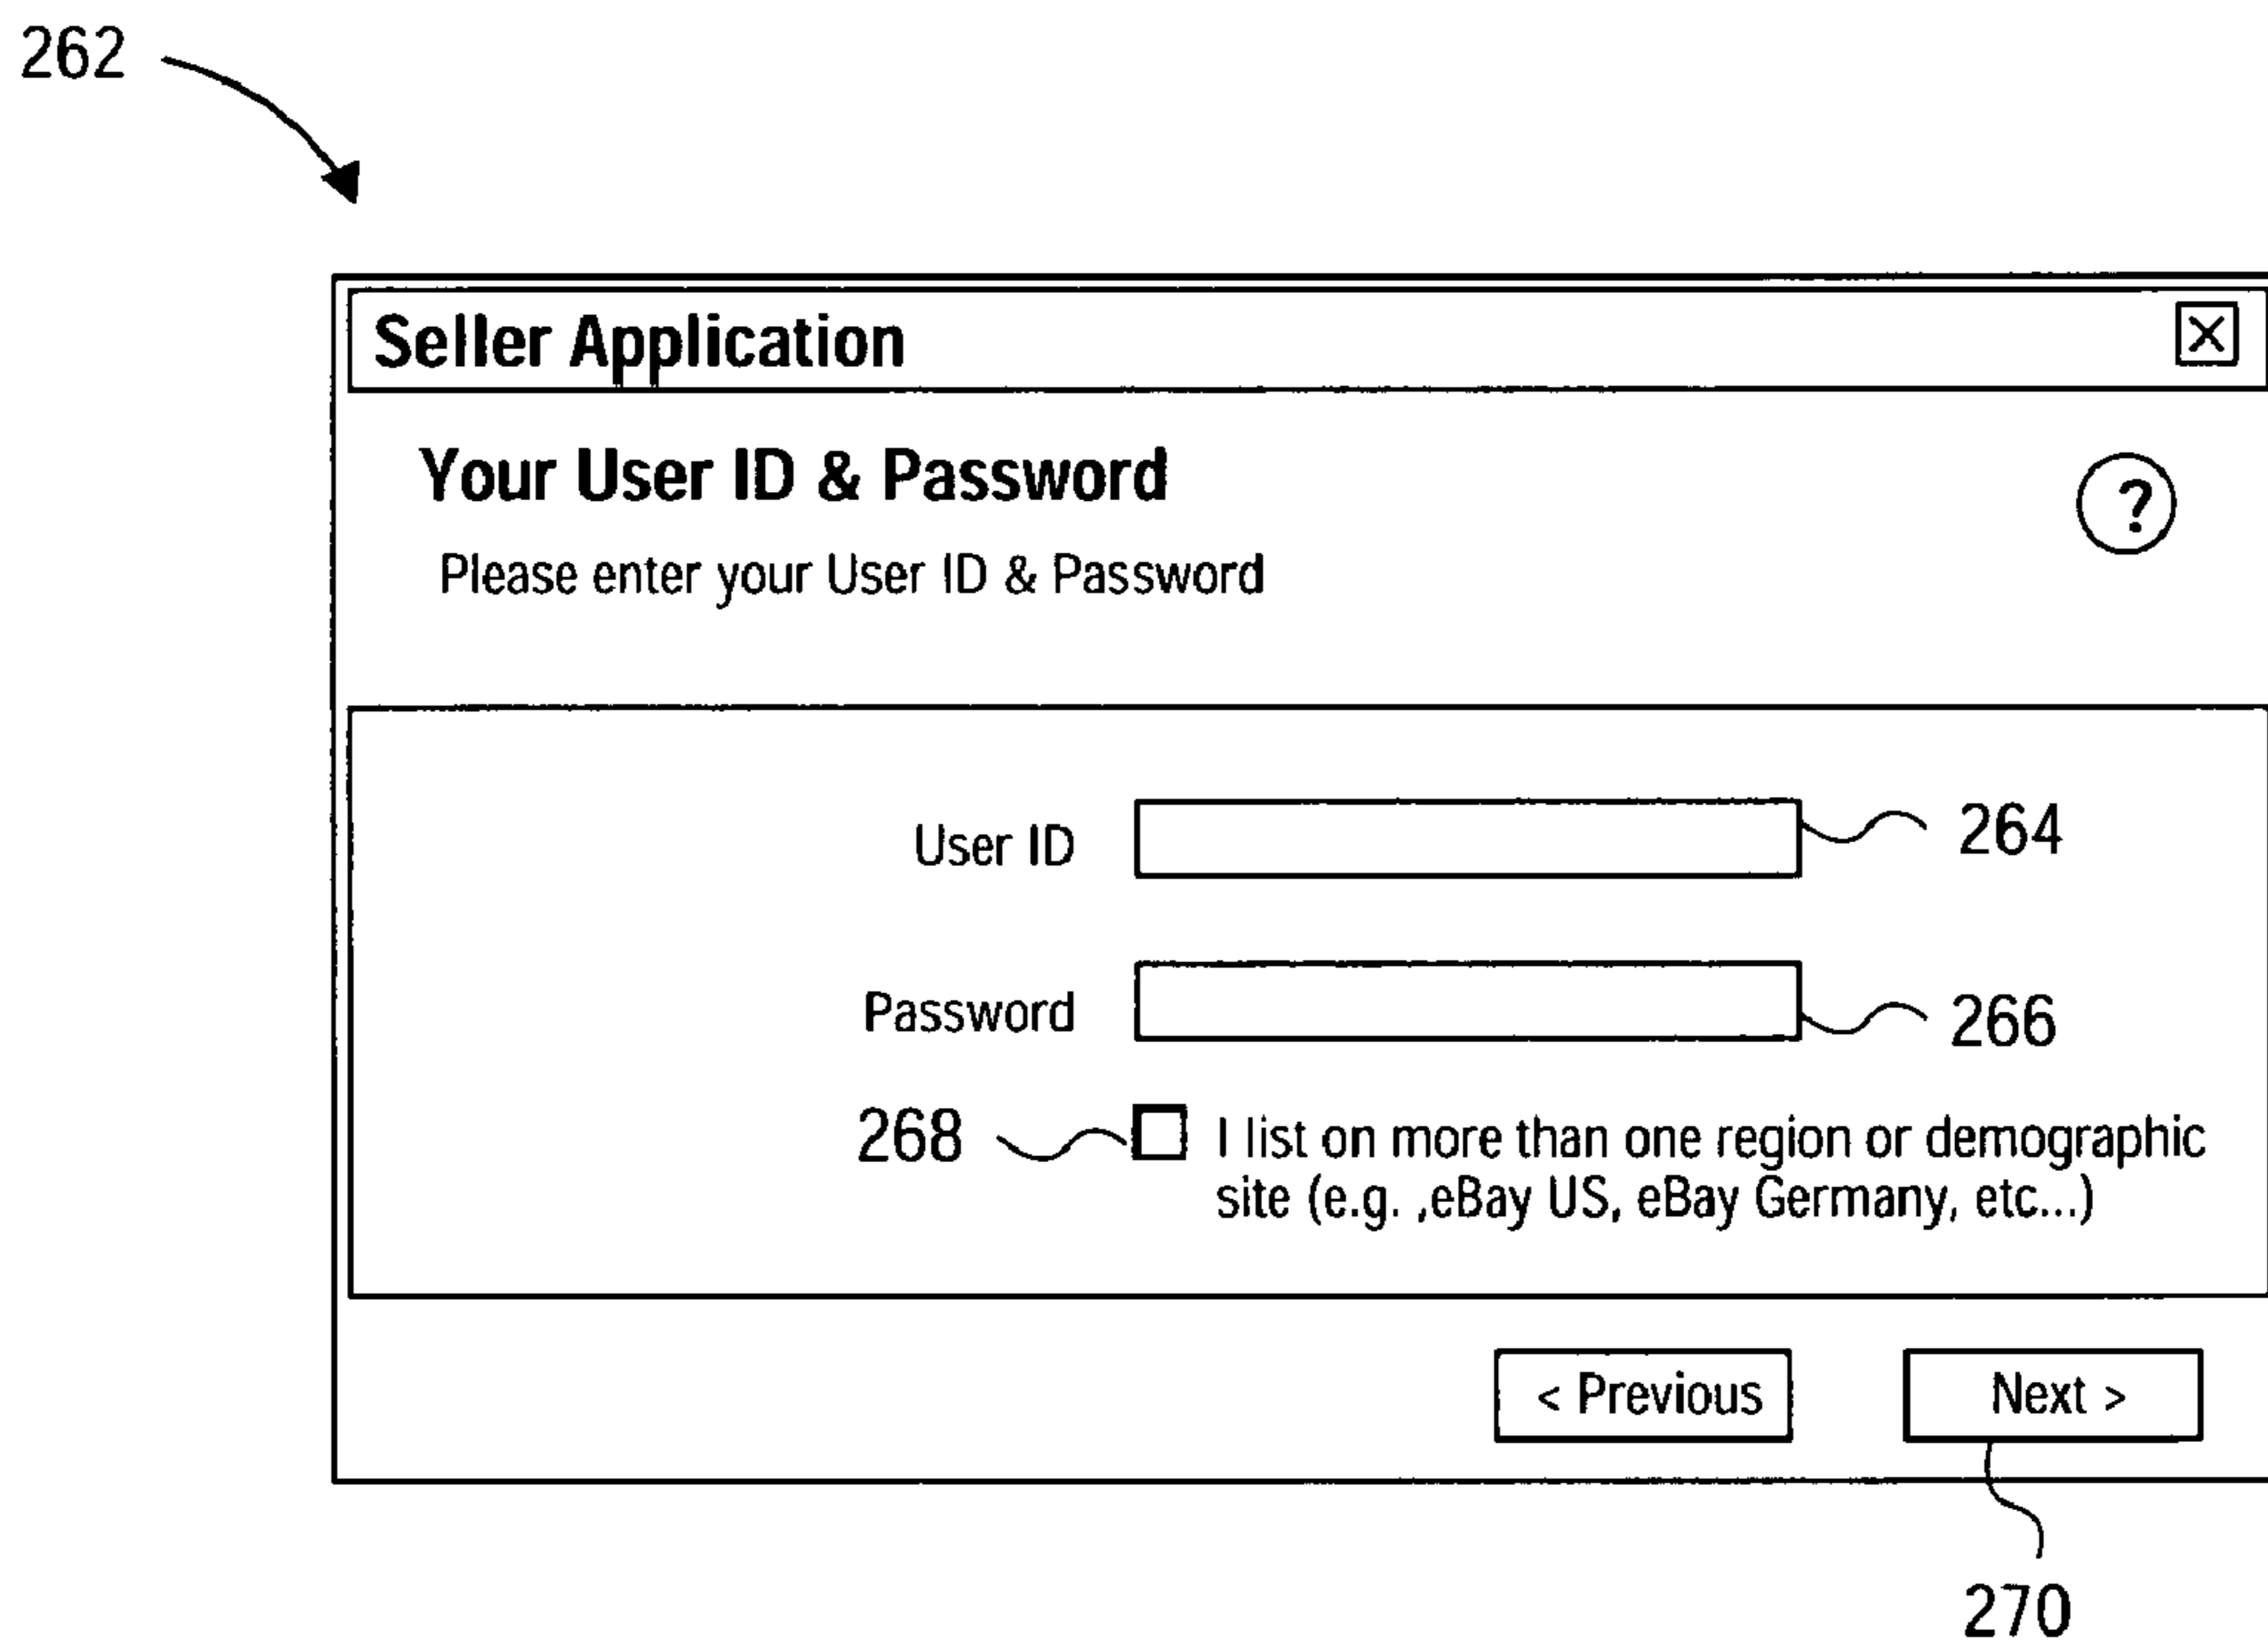 262
Seller Application
Your User ID & Password
?
Please enter your User ID & Password
User ID
264
Password
266
268
I list on more than one region or demographic
site (e.g. ,eBay US, eBay Germany, etc...)
< Previous
Next >
270